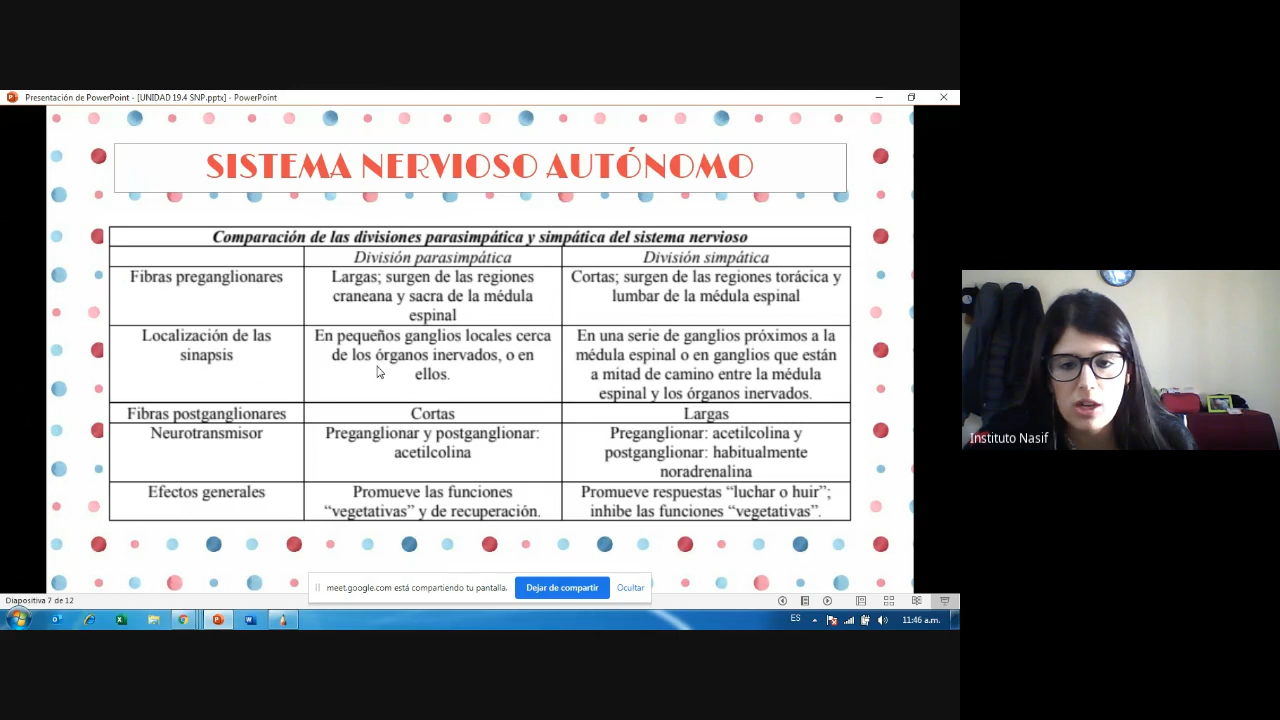 Presentación de PowerPoint - [UNIDAD 19.4 SNP.pptx] - PowerPoint
SISTEMA NERVIOSO AUTÓNOMO
Comparación de las divisiones parasimpática y simpática del sistema nervioso
División parasimpática
División simpática
Fibras preganglionares
Largas; surgen de las regiones
craneana y sacra de la médula
espinal
Cortas; surgen de las regiones torácica y
lumbar de la médula espinal
Localización de las
sinapsis
En pequeños ganglios locales cerca
de los órganos inervados, o en
ellos.
En una serie de ganglios próximos a la
médula espinal o en ganglios que están
a mitad de camino entre la médula
espinal y los órganos inervados.
Fibras postganglionares
Cortas
Largas
Neurotransmisor
Preganglionar y postganglionar:
acetilcolina
Preganglionar: acetilcolina y
postganglionar: habitualmente
noradrenalina
Efectos generales
Promueve las funciones
“vegetativas” y de recuperación.
Promueve respuestas “luchar o huir”;
inhibe las funciones “vegetativas”.
Instituto Nasif
meet.google.com está compartiendo tu pantalla.
Dejar de compartir
Ocultar
Diapositiva 7 de 12
ES
11:46 a.m.